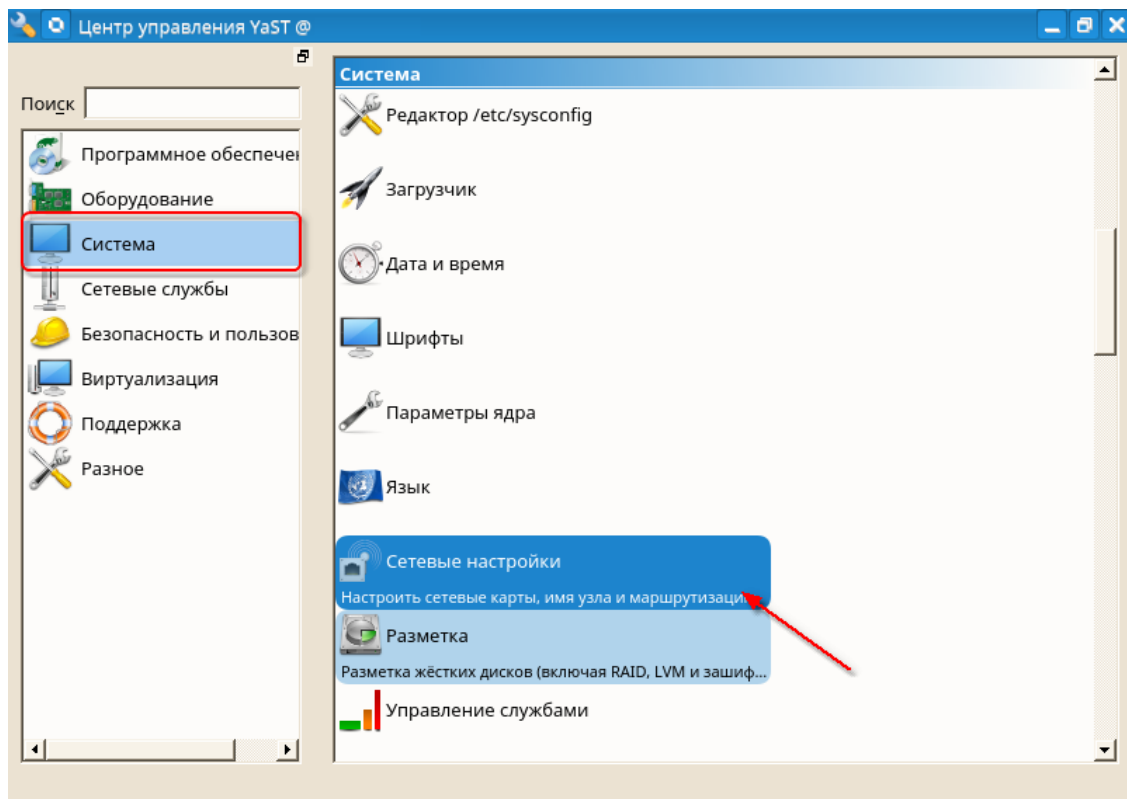 Центр управления YaST @
Поиск
Программное обеспечен
Оборудование
Система
Сетевые службы
Безопасность и пользов
Виртуализация
Поддержка
Разное
Система
Редактор /etc/sysconfig
Загрузчик
Дата и время
Шрифты
Параметры ядра
Язык
Сетевые настройки
Настроить сетевые карты, имя узла и маршрутизаци
Разметка
Разметка жёстких дисков (включая RAID, LVM и зашиф...
Управление службами